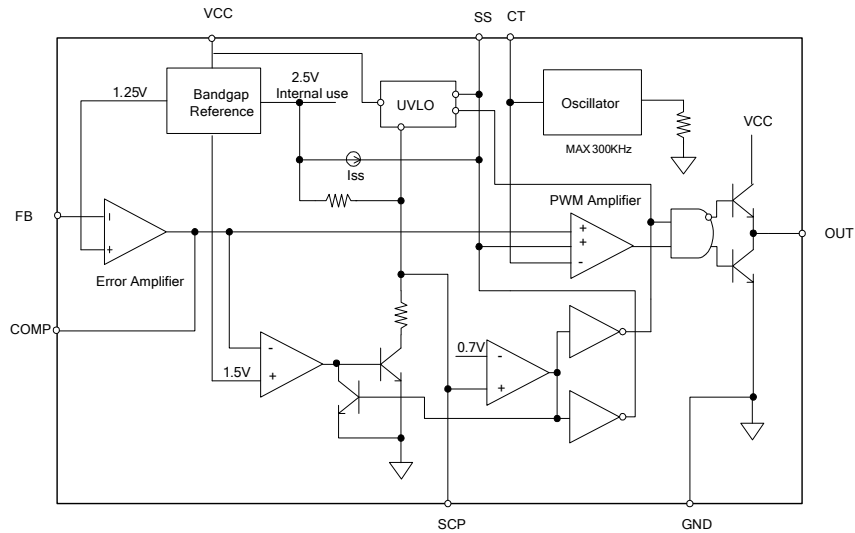 VCC
SS
CT
1.25V
Bandgap
Reference
2.5V
Internal use
UVLO
Oscillator
VCC
MAX 300KHz
Iss
PWM Amplifier
FB
-
+
+
+
-
OUT
Error Amplifier
COMP
-
+
1.5V
0.7V
-
+
SCP
GND